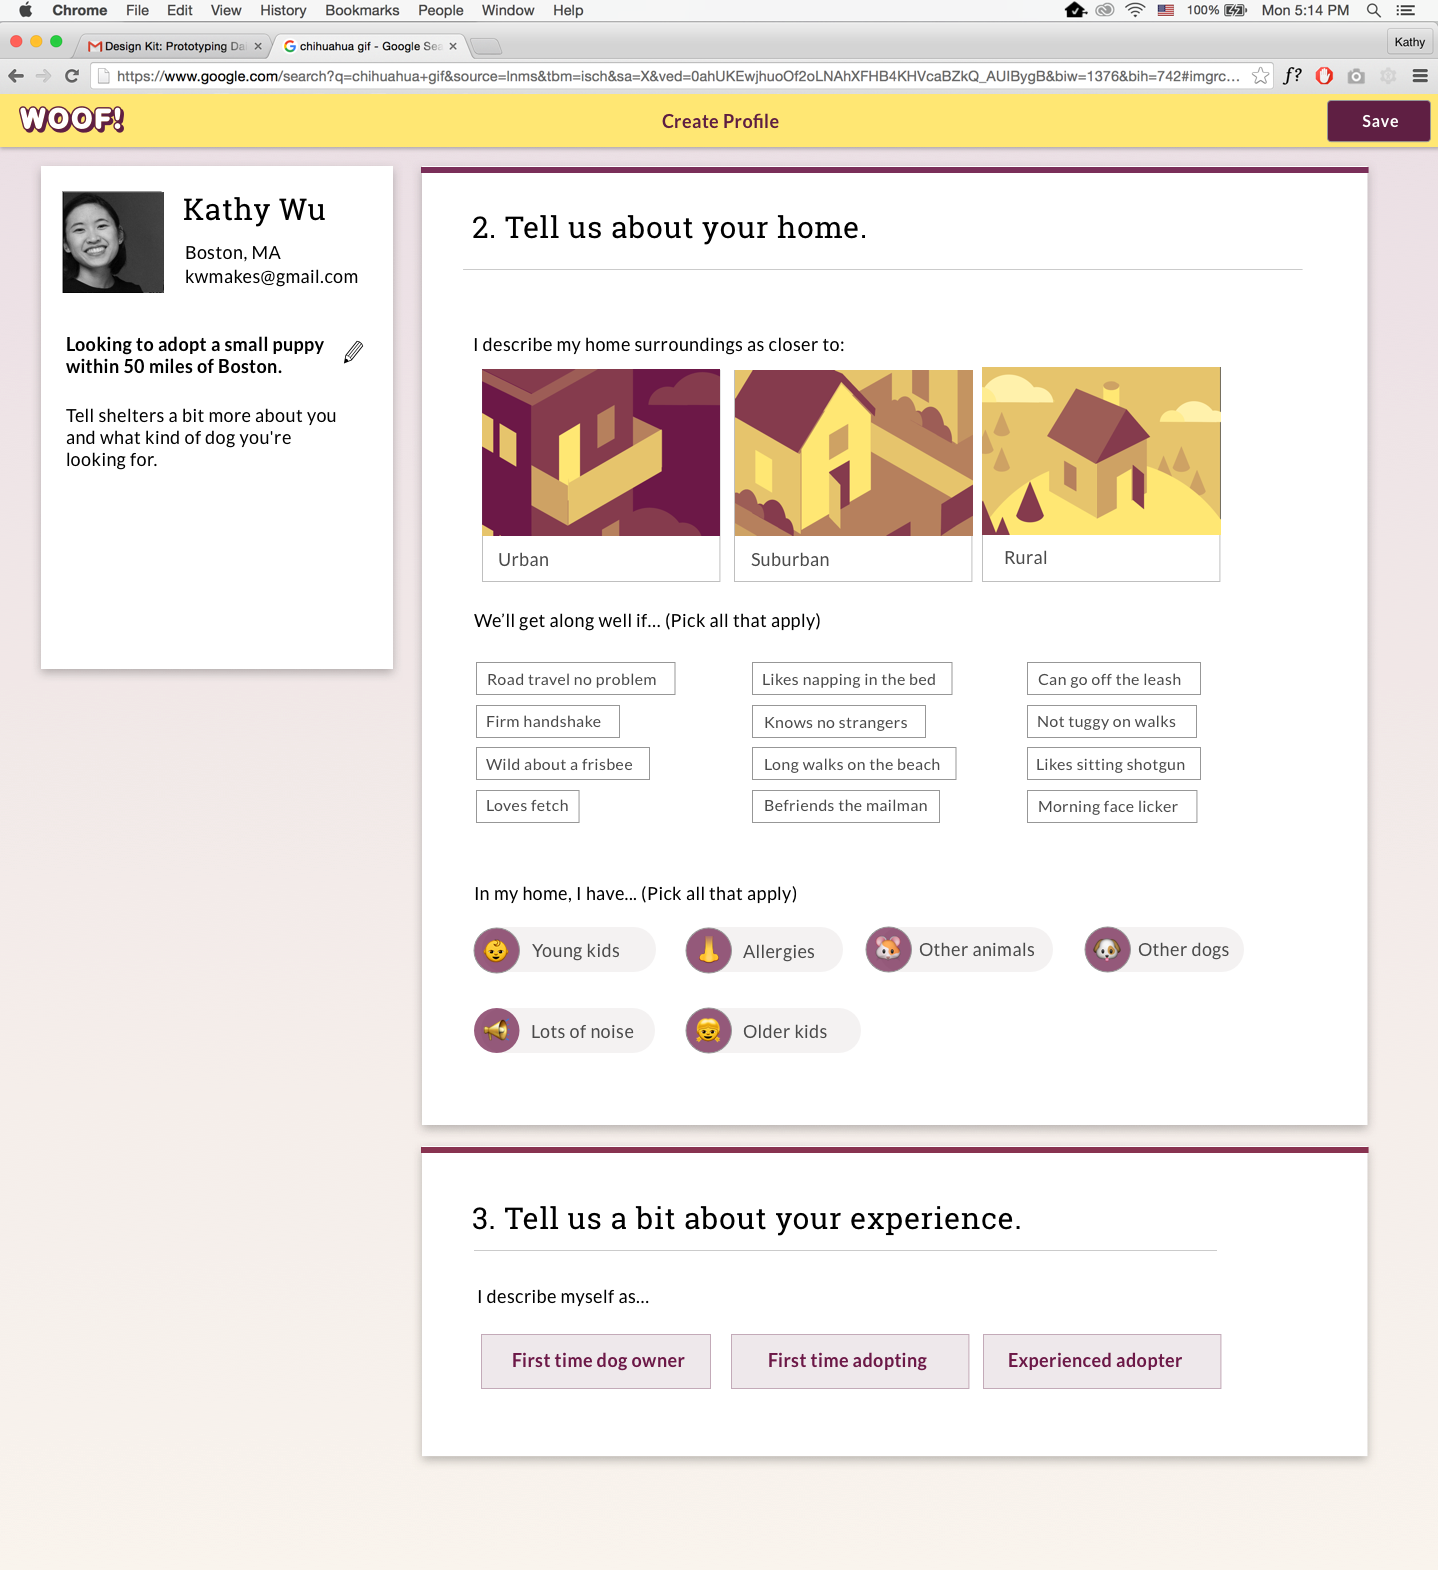 Chrome File Edit View History Bookmarks People Window Help 100% Mon 5:14 PM
Design Kit: Prototyping Da
chihuahua gif - Google Sea
Kathy
https://www.google.com/search?q=chihuahua+gif&source=lnms&tbm=isch&sa=X&ved=0ahUKEwjhuoOf2oLNAhXFHB4KHVcaBZkQ_AUIBygB&biw=1376&bih=742#imgrc... f?
WOOF!
Create Profile
Save
Kathy Wu
Boston, MA
kwmakes@gmail.com
Looking to adopt a small puppy
within 50 miles of Boston.
Tell shelters a bit more about you
and what kind of dog you're
looking for.
2. Tell us about your home.
I describe my home surroundings as closer to:
Urban
Suburban
Rural
We'll get along well if... (Pick all that apply)
Road travel no problem
Likes napping in the bed
Can go off the leash
Firm handshake
Knows no strangers
Not tuggy on walks
Wild about a frisbee
Long walks on the beach
Likes sitting shotgun
Loves fetch
Befriends the mailman
Morning face licker
In my home, I have... (Pick all that apply)
Young kids
Allergies
Other animals
Other dogs
Lots of noise
Older kids
3. Tell us a bit about your experience.
I describe myself as...
First time dog owner
First time adopting
Experienced adopter